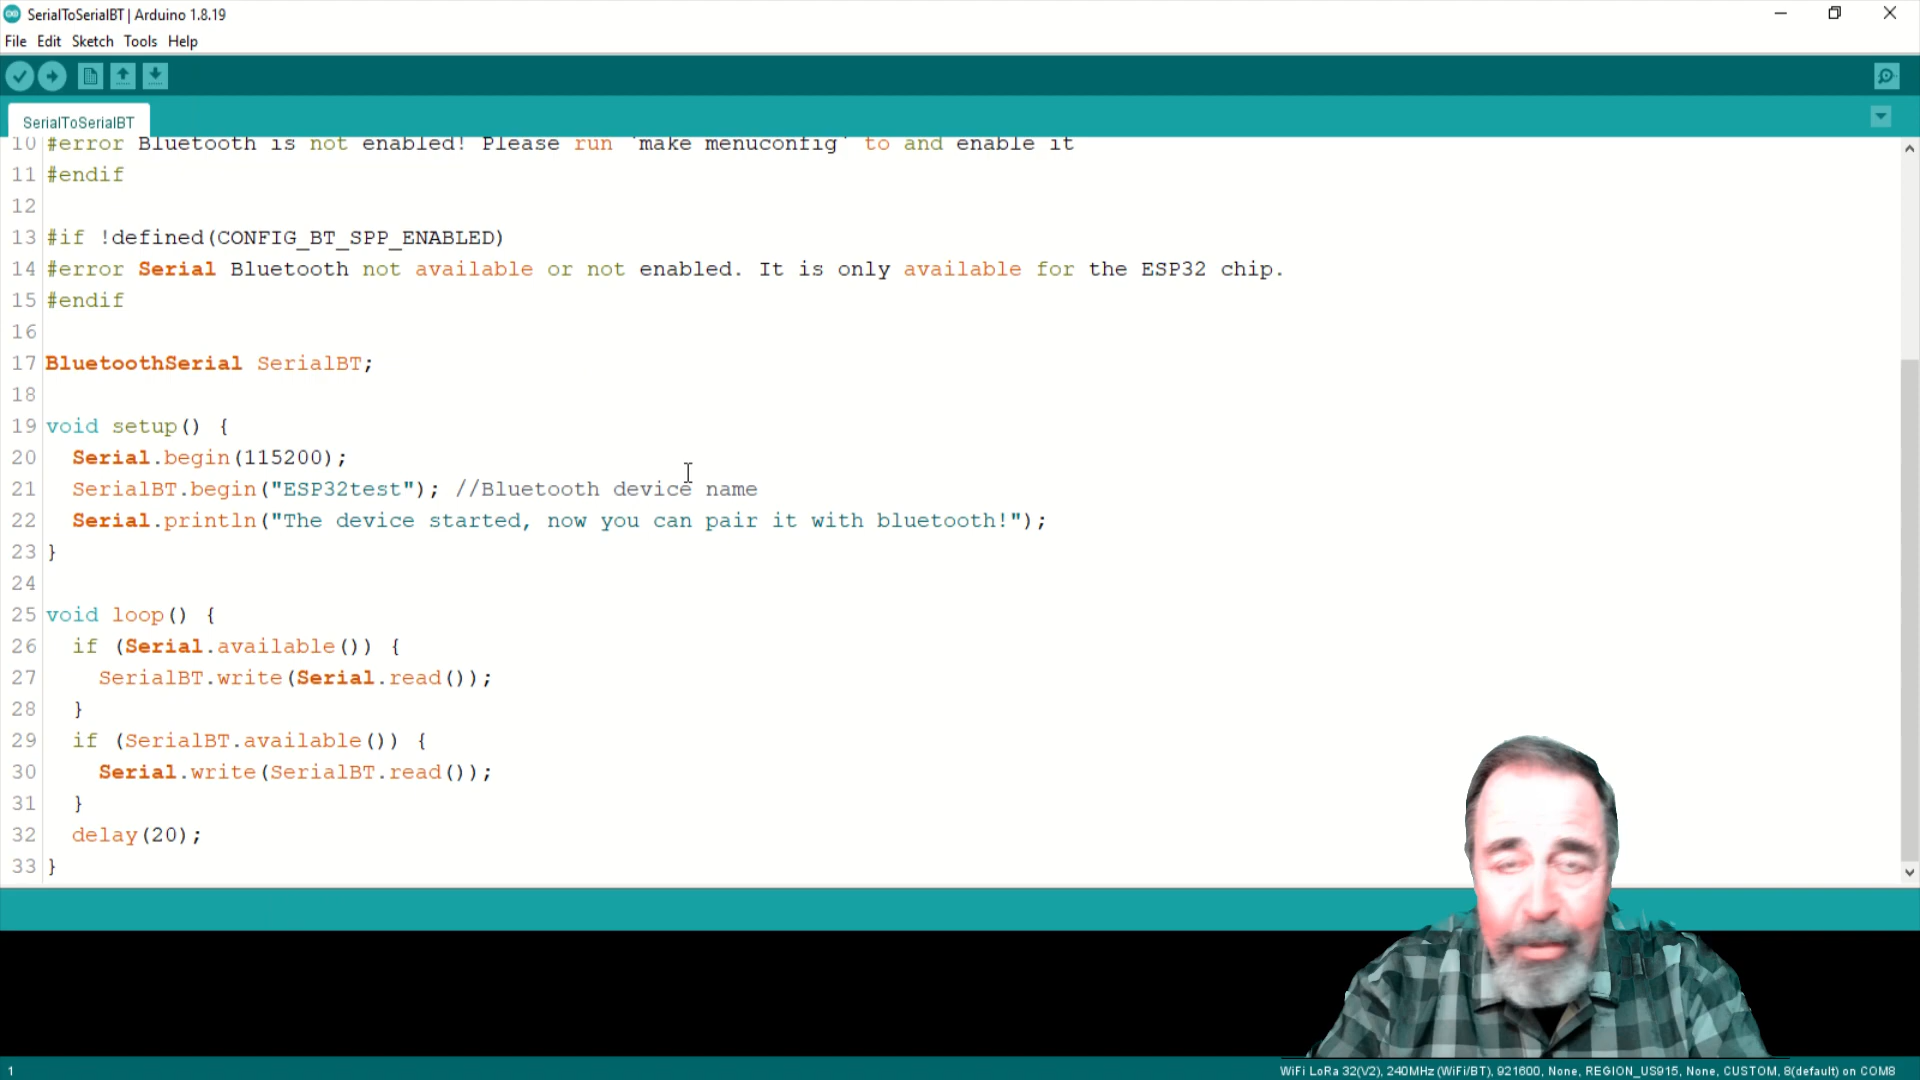 SerialToSerialBT | Arduino 1.8.19
File Edit Sketch Tools Help
SerialToSerialBT
10 #error Bluetooth is not enabled! Please run `make menuconfig` to and enable it
11 #endif
12
13 #if !defined(CONFIG_BT_SPP_ENABLED)
14 #error Serial Bluetooth not available or not enabled. It is only available for the ESP32 chip.
15 #endif
16
17 BluetoothSerial SerialBT;
18
19 void setup() {
20 Serial.begin(115200);
21 SerialBT.begin("ESP32test"); //Bluetooth device name
22 Serial.println("The device started, now you can pair it with bluetooth!");
23 }
24
25 void loop() {
26 if (Serial.available()) {
27 SerialBT.write(Serial.read());
28 }
29 if (SerialBT.available()) {
30 Serial.write(SerialBT.read());
31 }
32 delay(20);
33 }
1 WiFi LoRa 32(V2), 240MHz (WiFi/BT), 921600, None, REGION_US915, None, CUSTOM, 8(default) on COM8